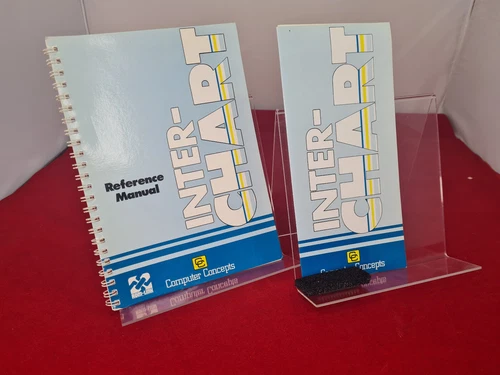 INTER-
CHART
Reference
Manual
Computer Concepts
INTER-
CHART
Computer Concepts